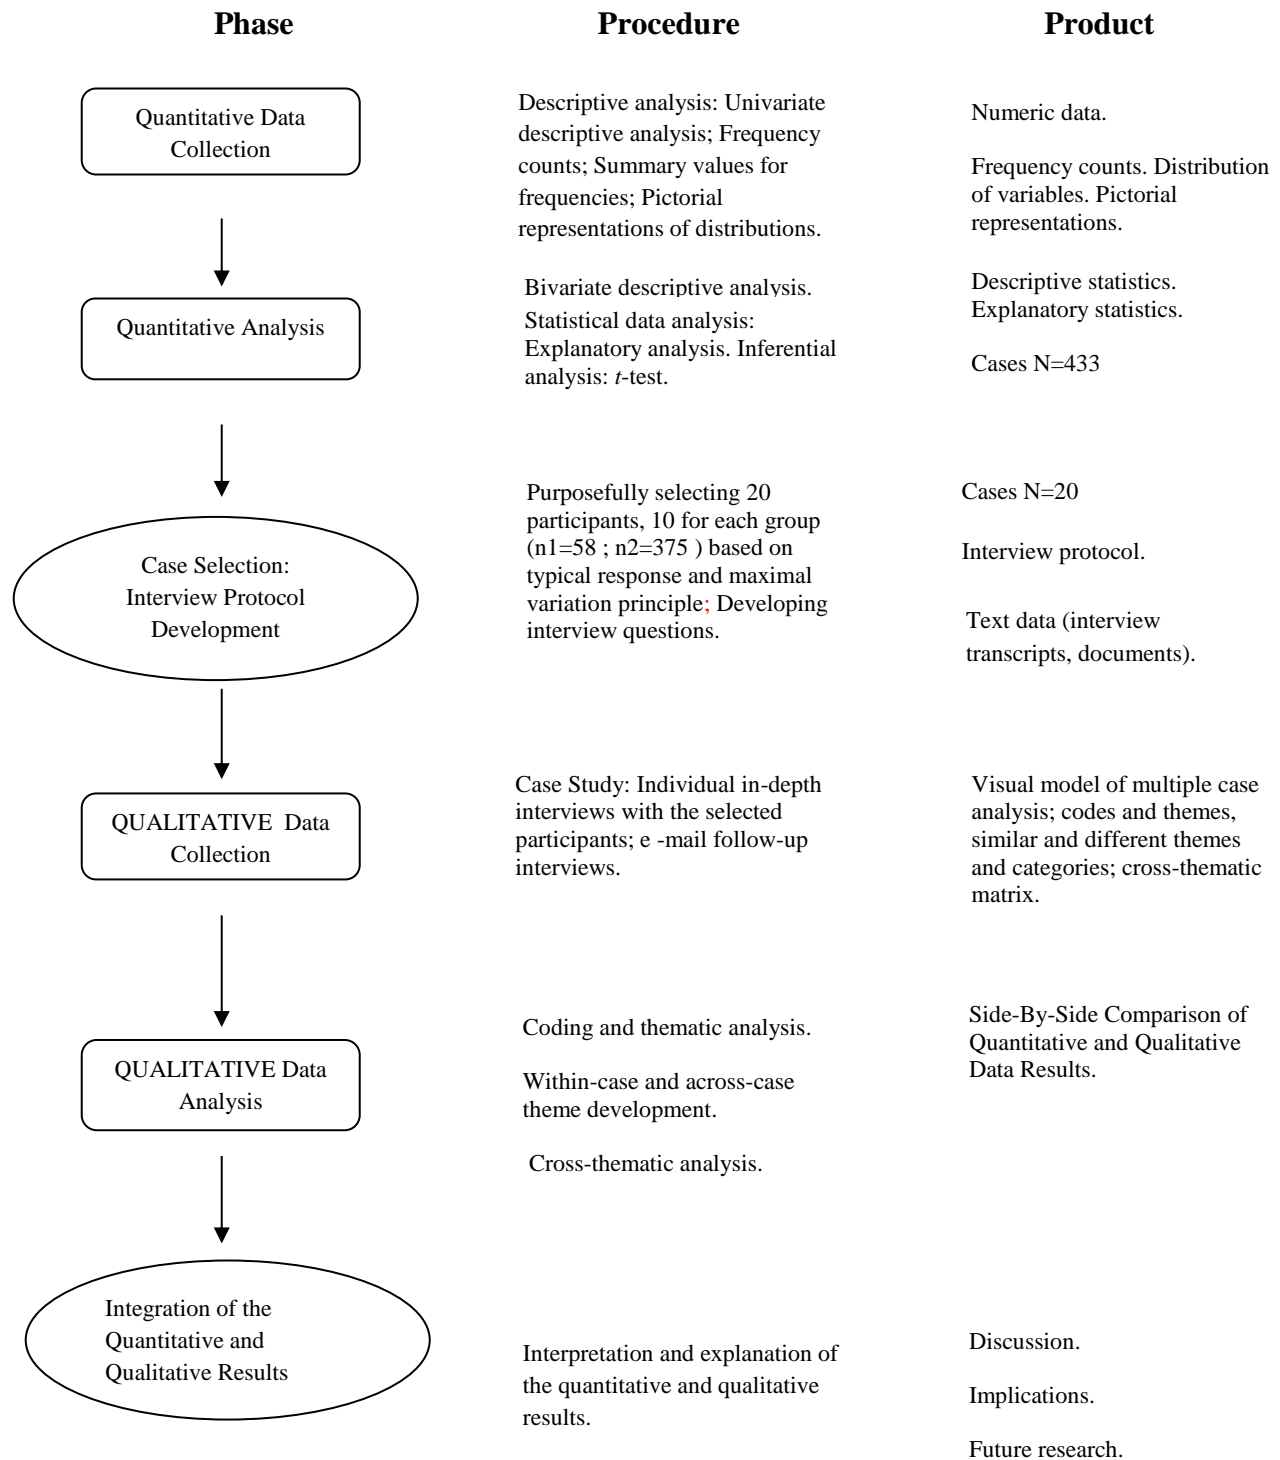 Phase
Procedure
Product
Quantitative Data
Collection
Descriptive analysis: Univariate
descriptive analysis; Frequency
counts; Summary values for
frequencies; Pictorial
representations of distributions.
Numeric data.
Frequency counts. Distribution
of variables. Pictorial
representations.
Quantitative Analysis
Bivariate descriptive analysis.
Statistical data analysis:
Explanatory analysis. Inferential
analysis: t-test.
Descriptive statistics.
Explanatory statistics.
Cases N=433
Case Selection:
Interview Protocol
Development
Purposefully selecting 20
participants, 10 for each group
(n1=58 ; n2=375 ) based on
typical response and maximal
variation principle; Developing
interview questions.
Cases N=20
Interview protocol.
Text data (interview
transcripts, documents).
QUALITATIVE  Data
Collection
Case Study: Individual in-depth
interviews with the selected
participants; e -mail follow-up
interviews.
Visual model of multiple case
analysis; codes and themes,
similar and different themes
and categories; cross-thematic
matrix.
QUALITATIVE Data
Analysis
Coding and thematic analysis.
Within-case and across-case
theme development.
Cross-thematic analysis.
Side-By-Side Comparison of
Quantitative and Qualitative
Data Results.
Integration of the
Quantitative and
Qualitative Results
Interpretation and explanation of
the quantitative and qualitative
results.
Discussion.
Implications.
Future research.